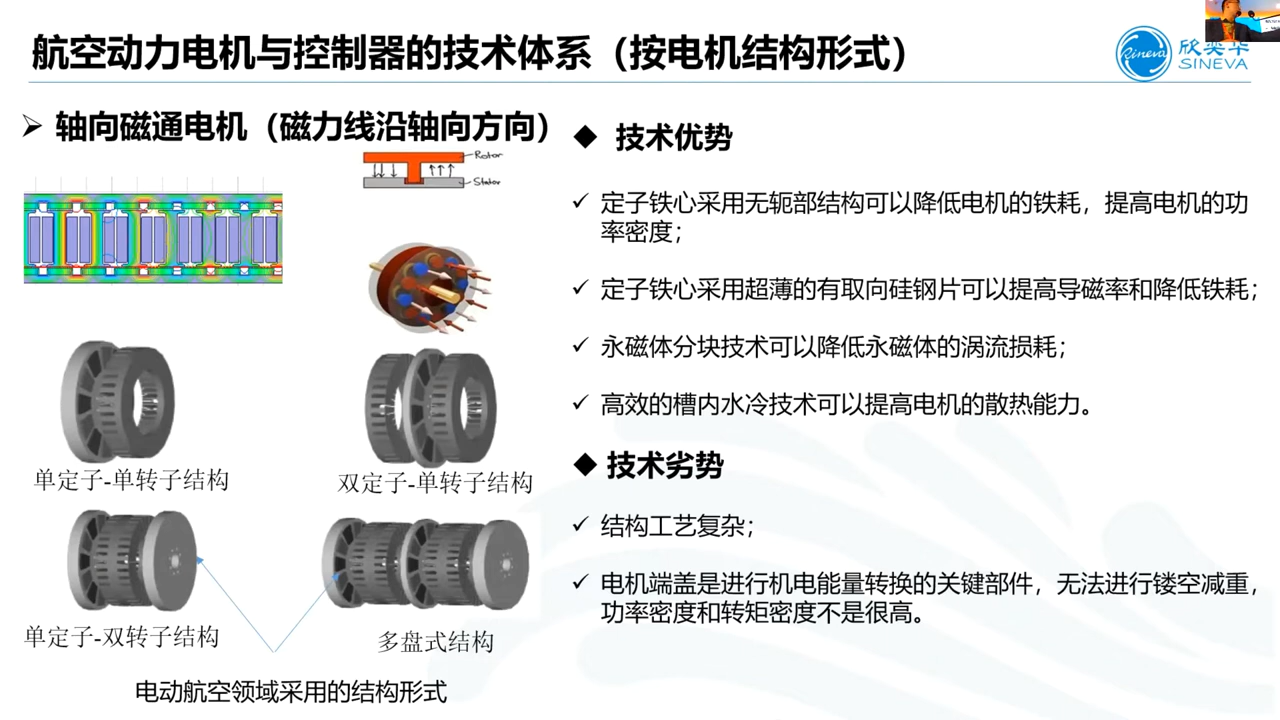 航空动力电机与控制器的技术体系（按电机结构形式）
Rineva
欣奕华
SINEVA
轴向磁通电机（磁力线沿轴向方向）
Rotor
Stator
单定子-单转子结构
双定子-单转子结构
单定子-双转子结构
多盘式结构
电动航空领域采用的结构形式
技术优势
定子铁心采用无轭部结构可以降低电机的铁耗，提高电机的功
率密度；
定子铁心采用超薄的有取向硅钢片可以提高导磁率和降低铁耗；
永磁体分块技术可以降低永磁体的涡流损耗；
高效的槽内水冷技术可以提高电机的散热能力。
技术劣势
结构工艺复杂；
电机端盖是进行机电能量转换的关键部件，无法进行镂空减重，
功率密度和转矩密度不是很高。